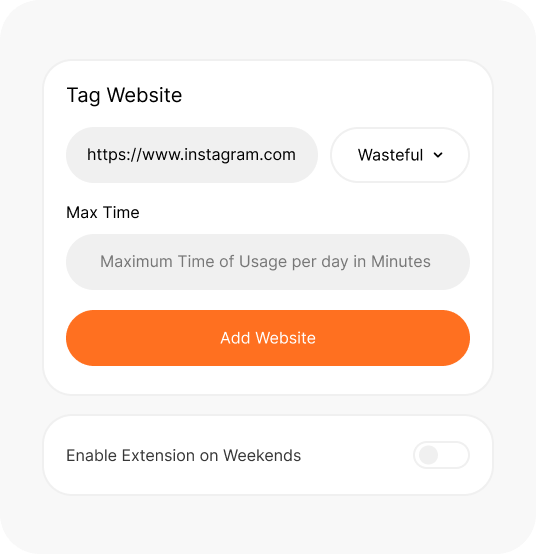 Tag Website
https://www.instagram.com
Wasteful
Max Time
Maximum Time of Usage per day in Minutes
Add Website
Enable Extension on Weekends